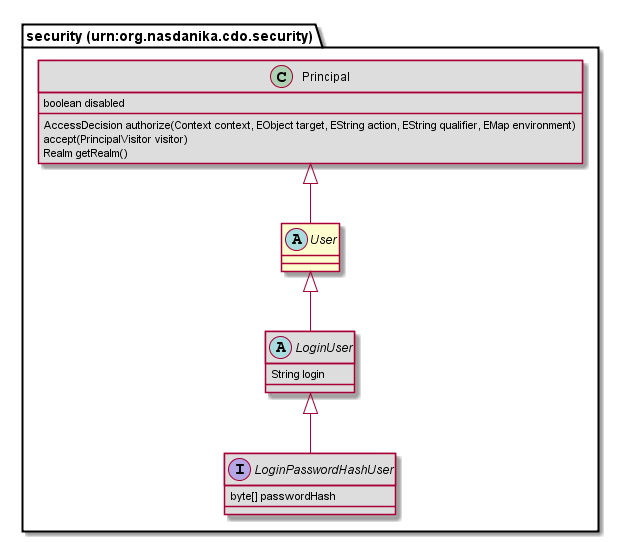 security (urn:org.nasdanika.cdo.security)
C Principal
boolean disabled
AccessDecision authorize(Context context, EObject target, EString action, EString qualifier, EMap environment)
accept(PrincipalVisitor visitor)
Realm getRealm()
A User
A LoginUser
String login
I LoginPasswordHashUser
byte[] passwordHash